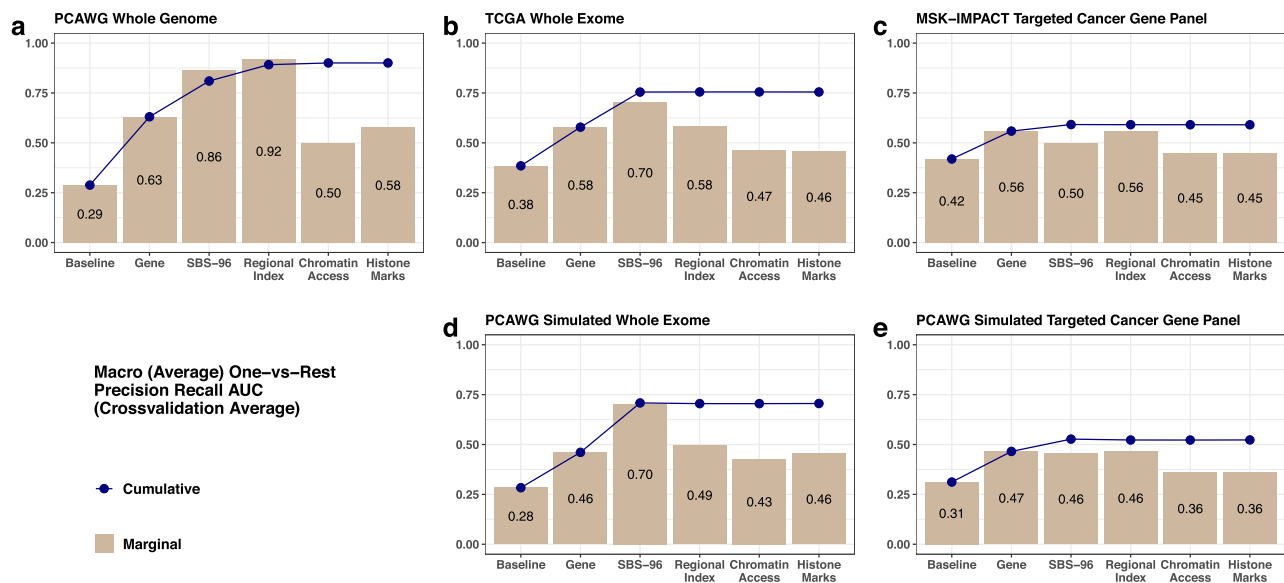 a
PCAWG Whole Genome
1.00
0.75
0.50
0.25
0.00
0.29
0.63
0.86
0.92
0.50
0.58
Baseline
Gene
SBS−96
Regional
Index
Chromatin
Access
Histone
Marks
b
TCGA Whole Exome
1.00
0.75
0.50
0.25
0.00
0.38
0.58
0.70
0.58
0.47
0.46
Baseline
Gene
SBS−96
Regional
Index
Chromatin
Access
Histone
Marks
c
MSK−IMPACT Targeted Cancer Gene Panel
1.00
0.75
0.50
0.25
0.00
0.42
0.56
0.50
0.56
0.45
0.45
Baseline
Gene
SBS−96
Regional
Index
Chromatin
Access
Histone
Marks
Macro (Average) One−vs−Rest
Precision Recall AUC
(Crossvalidation Average)
Cumulative
Marginal
d
PCAWG Simulated Whole Exome
1.00
0.75
0.50
0.25
0.00
0.28
0.46
0.70
0.49
0.43
0.46
Baseline
Gene
SBS−96
Regional
Index
Chromatin
Access
Histone
Marks
e
PCAWG Simulated Targeted Cancer Gene Panel
1.00
0.75
0.50
0.25
0.00
0.31
0.47
0.46
0.46
0.36
0.36
Baseline
Gene
SBS−96
Regional
Index
Chromatin
Access
Histone
Marks